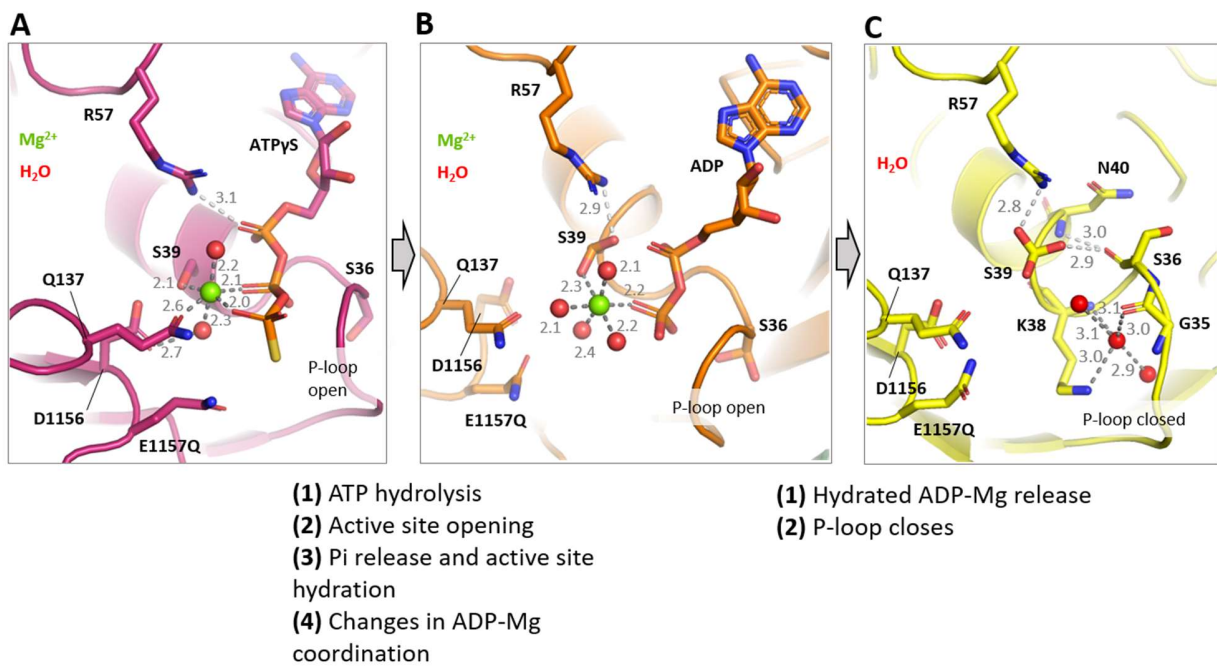 A
R57
Mg2+
H2O
ATPγS
3.1
S39
2.2
2.1
2.1
Q137
2.6
2.0
2.3
2.7
S36
P-loop
open
D1156
E1157Q
B
R57
Mg2+
H2O
ADP
2.9
S39
2.1
Q137
2.3
2.2
2.1
2.2
2.4
S36
D1156
P-loop open
E1157Q
C
R57
H2O
N40
2.8
3.0
S39
2.9
S36
Q137
K38
3.1
G35
3.1
3.0
3.0
2.9
D1156
P-loop closed
E1157Q
(1) ATP hydrolysis
(2) Active site opening
(3) Pi release and active site
hydration
(4) Changes in ADP-Mg
coordination
(1) Hydrated ADP-Mg release
(2) P-loop closes